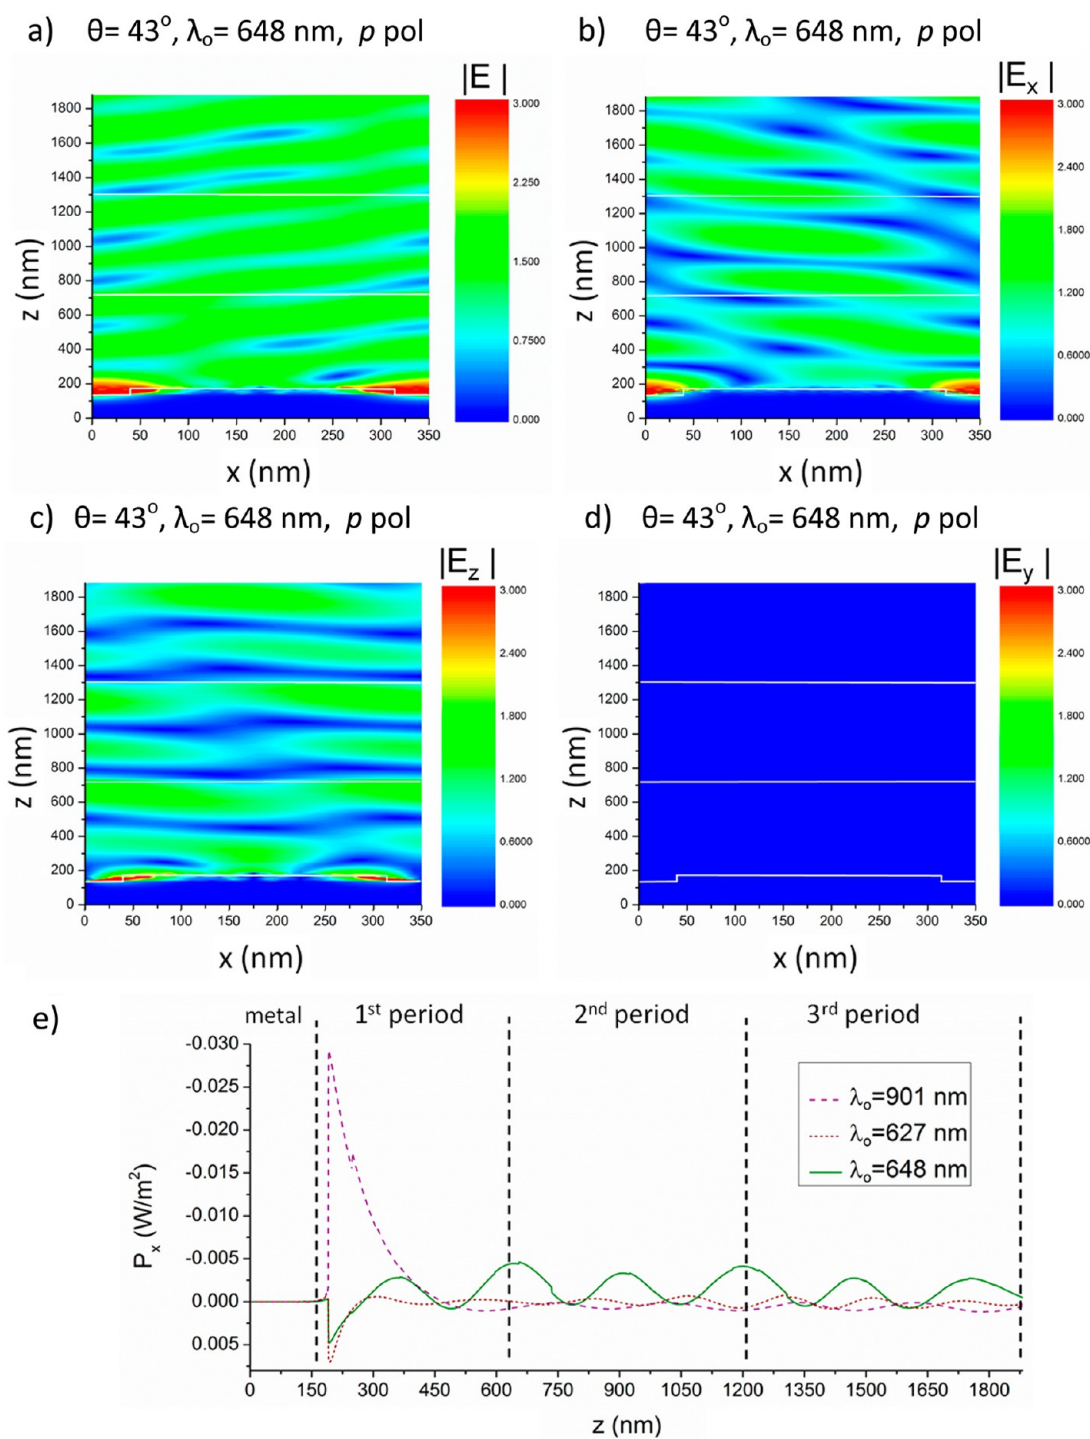 a) θ= 43°, λo= 648 nm, p pol
|E |
3.000
2.250
1.500
0.7500
0.000
1800
1600
1400
1200
1000
800
600
400
200
0
z (nm)
0 50 100 150 200 250 300 350
x (nm)
b) θ= 43°, λo= 648 nm, p pol
|Ex |
3.000
2.400
1.800
1.200
0.6000
0.000
1800
1600
1400
1200
1000
800
600
400
200
0
z (nm)
0 50 100 150 200 250 300 350
x (nm)
c) θ= 43°, λo= 648 nm, p pol
|Ez |
3.000
2.400
1.800
1.200
0.6000
0.000
1800
1600
1400
1200
1000
800
600
400
200
0
z (nm)
0 50 100 150 200 250 300 350
x (nm)
d) θ= 43°, λo= 648 nm, p pol
|Ey |
3.000
2.400
1.800
1.200
0.6000
0.000
1800
1600
1400
1200
1000
800
600
400
200
0
z (nm)
0 50 100 150 200 250 300 350
x (nm)
e) metal 1st period 2nd period 3rd period
-0.030
-0.025
-0.020
-0.015
-0.010
-0.005
0.000
0.005
Px (W/m²)
λo=901 nm
λo=627 nm
λo=648 nm
0 150 300 450 600 750 900 1050 1200 1350 1500 1650 1800
z (nm)